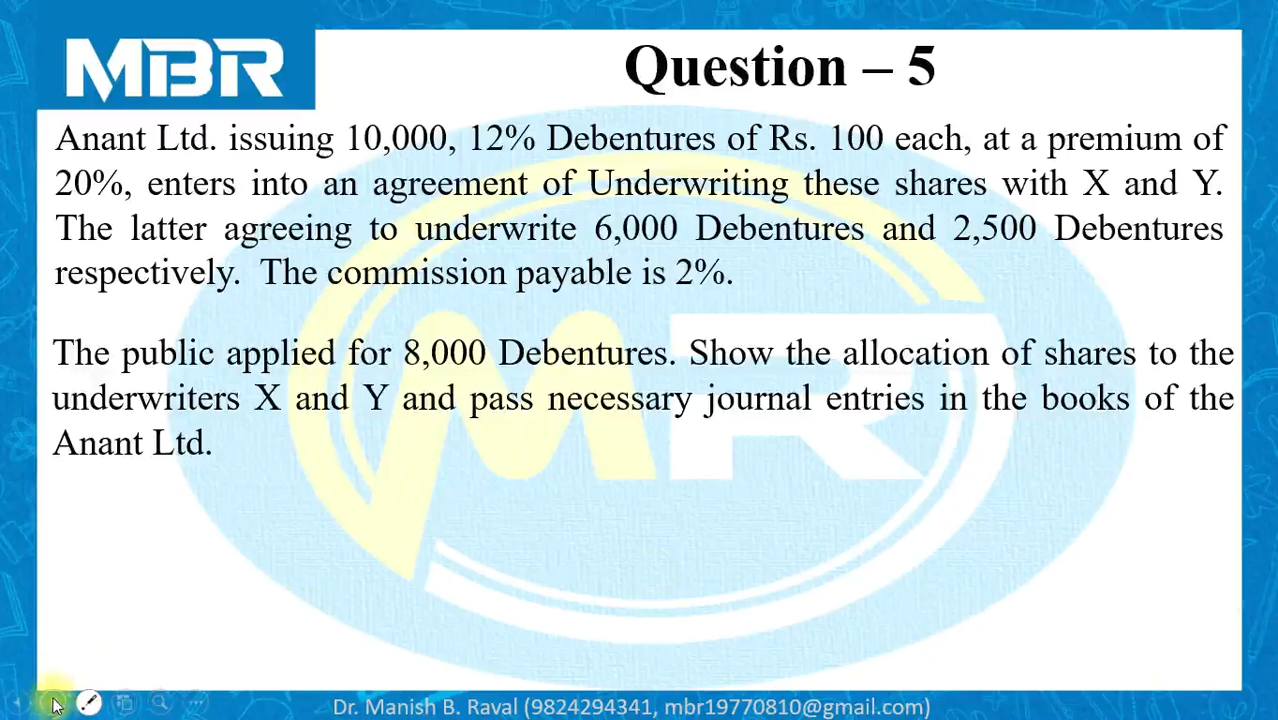 MBR
Question – 5
Anant Ltd. issuing 10,000, 12% Debentures of Rs. 100 each, at a premium of
20%, enters into an agreement of Underwriting these shares with X and Y.
The latter agreeing to underwrite 6,000 Debentures and 2,500 Debentures
respectively. The commission payable is 2%.
The public applied for 8,000 Debentures. Show the allocation of shares to the
underwriters X and Y and pass necessary journal entries in the books of the
Anant Ltd.
MR
Dr. Manish B. Raval (9824294341, mbr19770810@gmail.com)